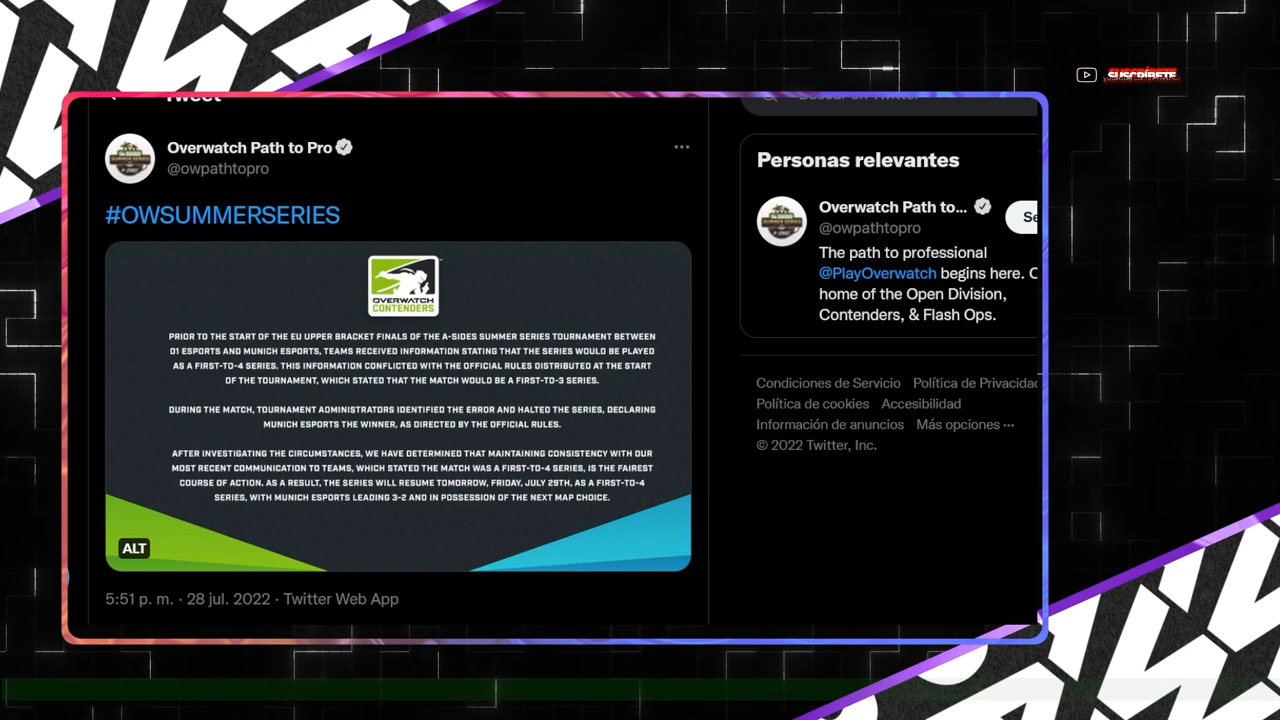 SUSCRÍBETE
Tweet
Buscar en Twitter
Overwatch Path to Pro
@owpathtopro
#OWSUMMERSERIES
OVERWATCH
CONTENDERS
PRIOR TO THE START OF THE EU UPPER BRACKET FINALS OF THE A-SIDES SUMMER SERIES TOURNAMENT BETWEEN
01 ESPORTS AND MUNICH ESPORTS, TEAMS RECEIVED INFORMATION STATING THAT THE SERIES WOULD BE PLAYED
AS A FIRST-TO-4 SERIES. THIS INFORMATION CONFLICTED WITH THE OFFICIAL RULES DISTRIBUTED AT THE START
OF THE TOURNAMENT, WHICH STATED THAT THE MATCH WOULD BE A FIRST-TO-3 SERIES.
DURING THE MATCH, TOURNAMENT ADMINISTRATORS IDENTIFIED THE ERROR AND HALTED THE SERIES, DECLARING
MUNICH ESPORTS THE WINNER, AS DIRECTED BY THE OFFICIAL RULES.
AFTER INVESTIGATING THE CIRCUMSTANCES, WE HAVE DETERMINED THAT MAINTAINING CONSISTENCY WITH OUR
MOST RECENT COMMUNICATION TO TEAMS, WHICH STATED THE MATCH WAS A FIRST-TO-4 SERIES, IS THE FAIREST
COURSE OF ACTION. AS A RESULT, THE SERIES WILL RESUME TOMORROW, FRIDAY, JULY 29TH, AS A FIRST-TO-4
SERIES, WITH MUNICH ESPORTS LEADING 3-2 AND IN POSSESSION OF THE NEXT MAP CHOICE.
ALT
5:51 p. m. · 28 jul. 2022 · Twitter Web App
Personas relevantes
Overwatch Path to...
@owpathtopro
Se
The path to professional
@PlayOverwatch begins here. C
home of the Open Division,
Contenders, & Flash Ops.
Condiciones de Servicio Política de Privacidad
Política de cookies Accesibilidad
Información de anuncios Más opciones ···
© 2022 Twitter, Inc.